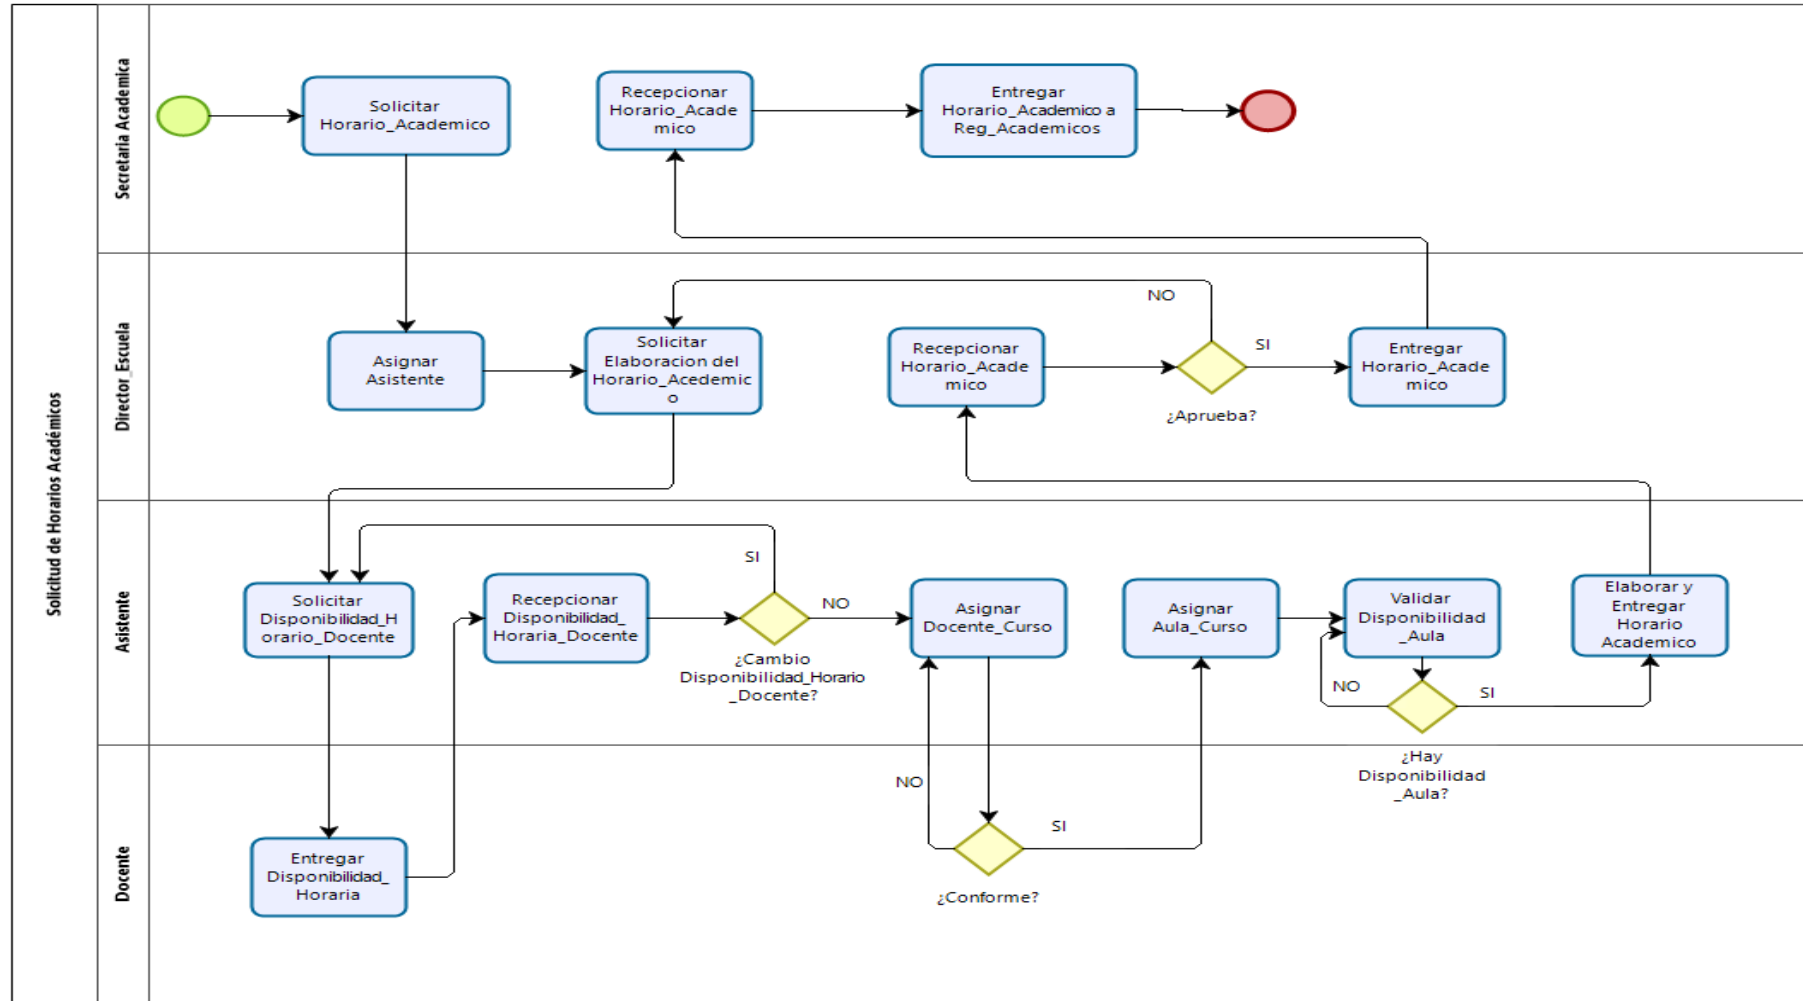 Solicitud de Horarios Académicos
Secretaria Academica
Solicitar
Horario_Academico
Recepcionar
Horario_Acade
mico
Entregar
Horario_Academico a
Reg_Academicos
Director_Escuela
Asignar
Asistente
Solicitar
Elaboracion del
Horario_Acedemic
o
Recepcionar
Horario_Acade
mico
NO
¿Aprueba?
SI
Entregar
Horario_Acade
mico
Asistente
Solicitar
Disponibilidad_H
orario_Docente
Recepcionar
Disponibilidad_
Horaria_Docente
SI
NO
¿Cambio
Disponibilidad_Horario
_Docente?
Asignar
Docente_Curso
Asignar
Aula_Curso
Validar
Disponibilidad
_Aula
NO
SI
¿Hay
Disponibilidad
_Aula?
Elaborar y
Entregar
Horario
Academico
Docente
Entregar
Disponibilidad_
Horaria
NO
SI
¿Conforme?